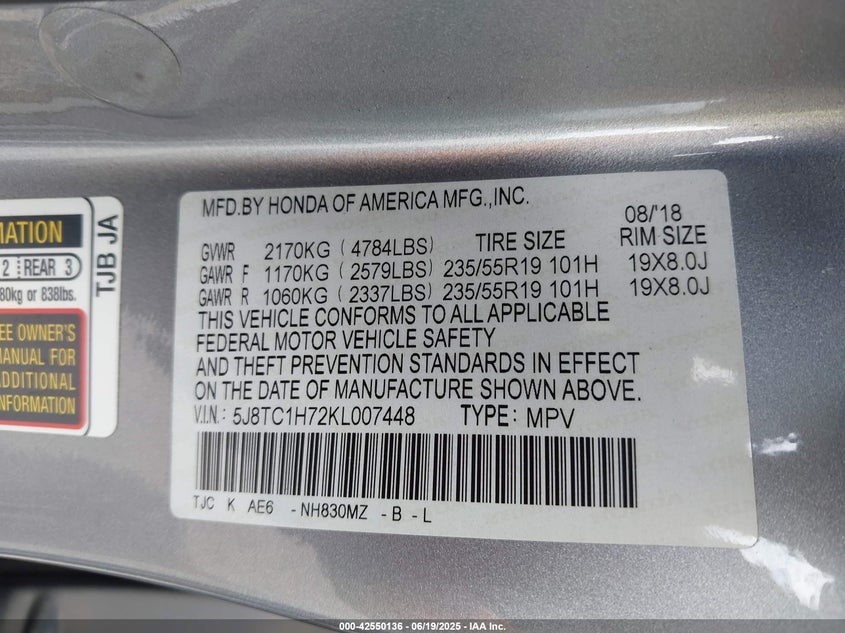 MATION
2 REAR 3
80kg or 838lbs.
EE OWNER'S
MANUAL FOR
ADDITIONAL
NFORMATION
TJB JA
MFD.BY HONDA OF AMERICA MFG.,INC.
08/'18
GVWR 2170KG (4784LBS) TIRE SIZE RIM SIZE
GAWR F 1170KG (2579LBS) 235/55R19 101H 19X8.0J
GAWR R 1060KG (2337LBS) 235/55R19 101H 19X8.0J
THIS VEHICLE CONFORMS TO ALL APPLICABLE
FEDERAL MOTOR VEHICLE SAFETY
AND THEFT PREVENTION STANDARDS IN EFFECT
ON THE DATE OF MANUFACTURE SHOWN ABOVE.
V.I.N.: 5J8TC1H72KL007448 TYPE: MPV
TJC K AE6 -NH830MZ -B -L
000-42550136 - 06/19/2025 - IAA Inc.